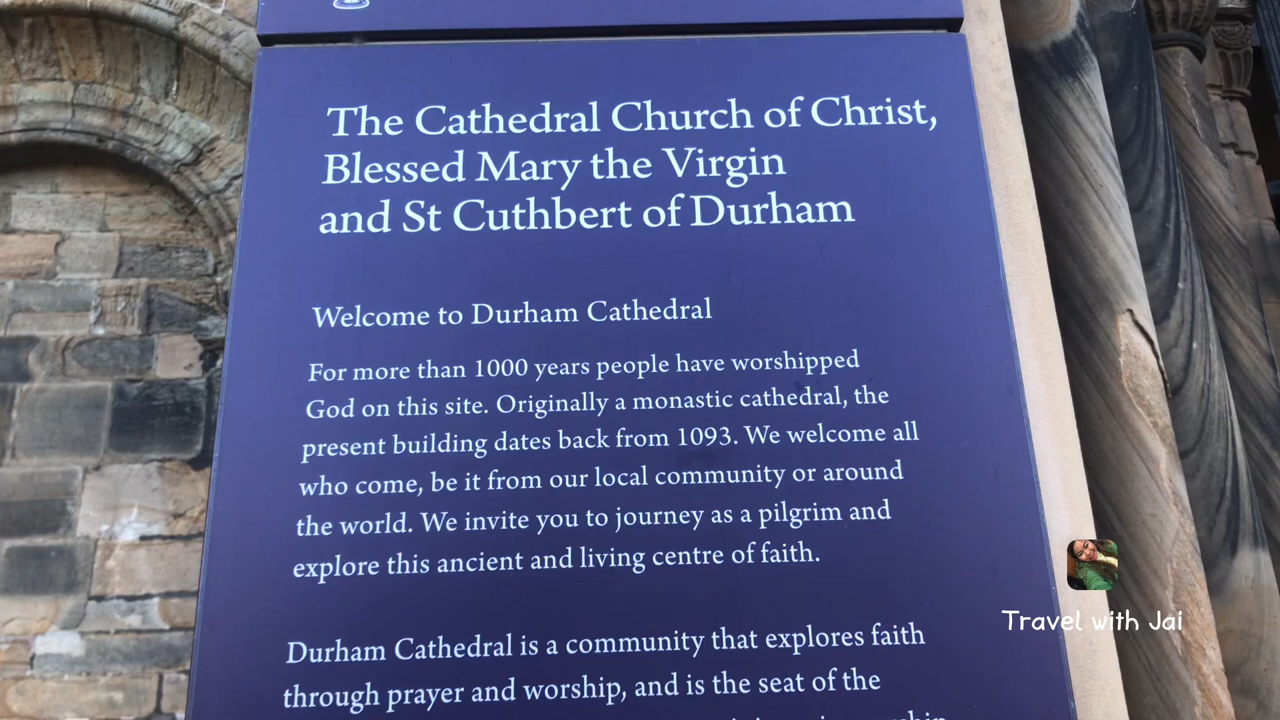 The Cathedral Church of Christ,
Blessed Mary the Virgin
and St Cuthbert of Durham
Welcome to Durham Cathedral
For more than 1000 years people have worshipped
God on this site. Originally a monastic cathedral, the
present building dates back from 1093. We welcome all
who come, be it from our local community or around
the world. We invite you to journey as a pilgrim and
explore this ancient and living centre of faith.
Durham Cathedral is a community that explores faith
through prayer and worship, and is the seat of the
Travel with Jai